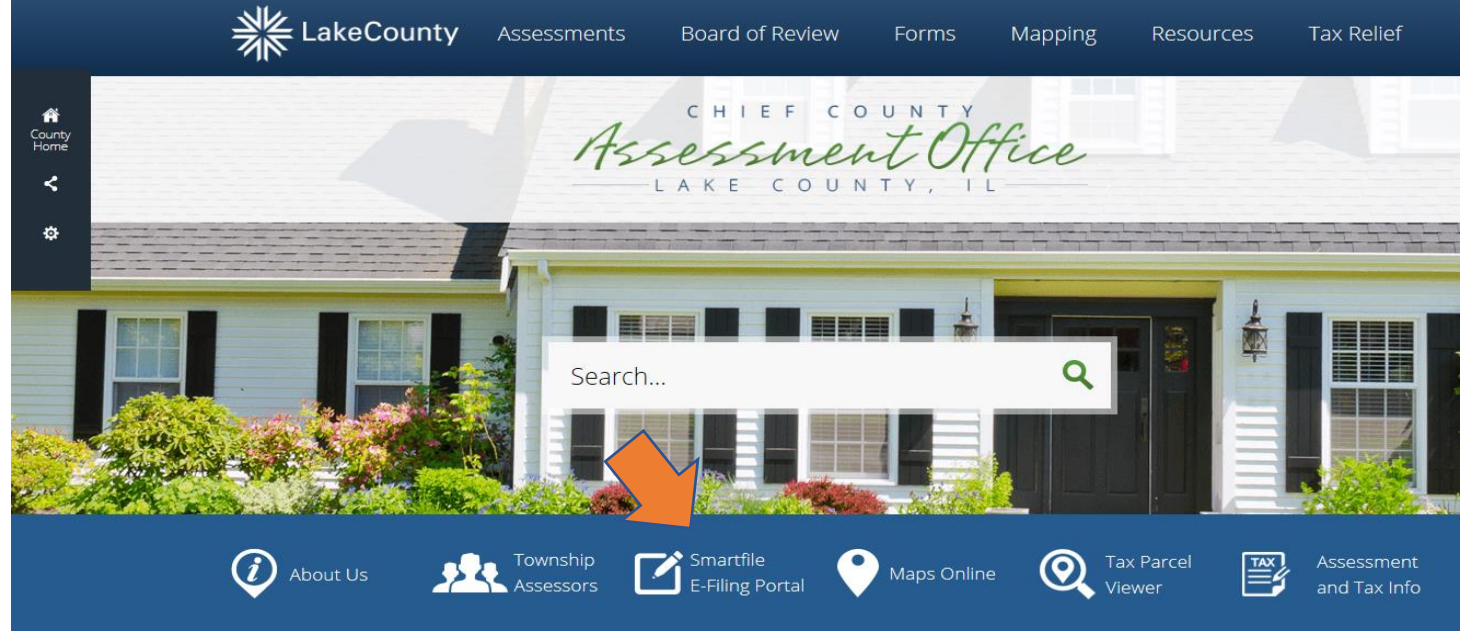 LakeCounty Assessments Board of Review Forms Mapping Resources Tax Relief
County
Home
CHIEF COUNTY
Assessment Office
LAKE COUNTY, IL
Search...
About Us
Township
Assessors
Smartfile
E-Filing Portal
Maps Online
Tax Parcel
Viewer
TAX
Assessment
and Tax Info